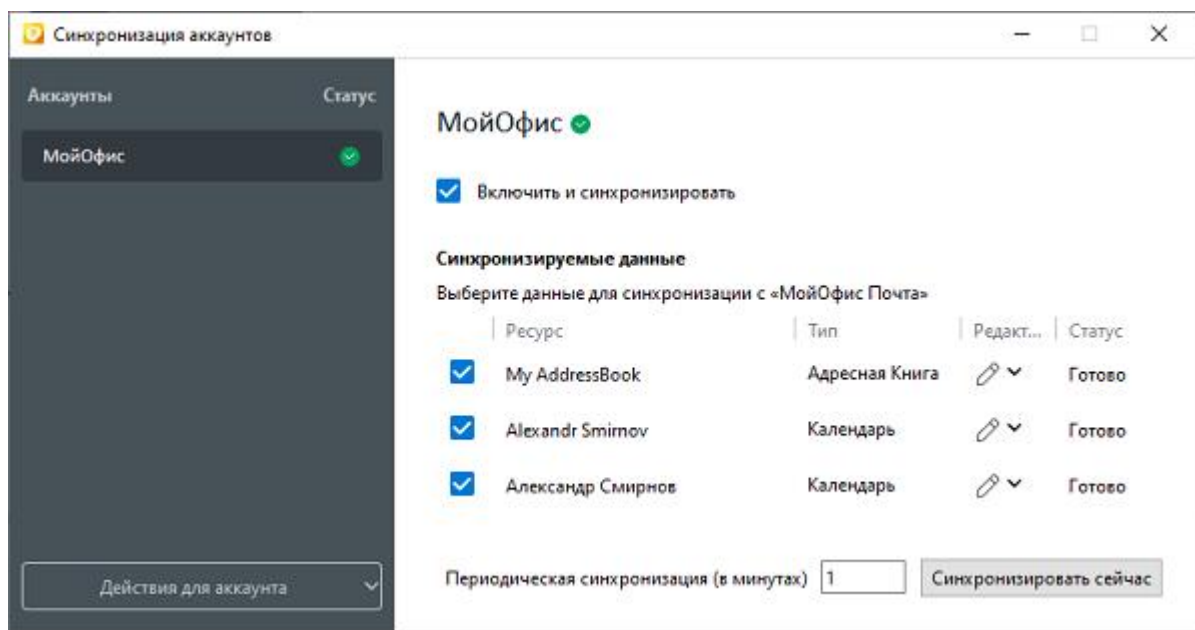 Синхронизация аккаунтов
Аккаунты Статус
МойОфис
МойОфис
Включить и синхронизировать
Синхронизируемые данные
Выберите данные для синхронизации с «МойОфис Почта»
Ресурс Тип Редакт... Статус
My AddressBook Адресная Книга Готово
Alexandr Smirnov Календарь Готово
Александр Смирнов Календарь Готово
Действия для аккаунта
Периодическая синхронизация (в минутах) 1 Синхронизировать сейчас